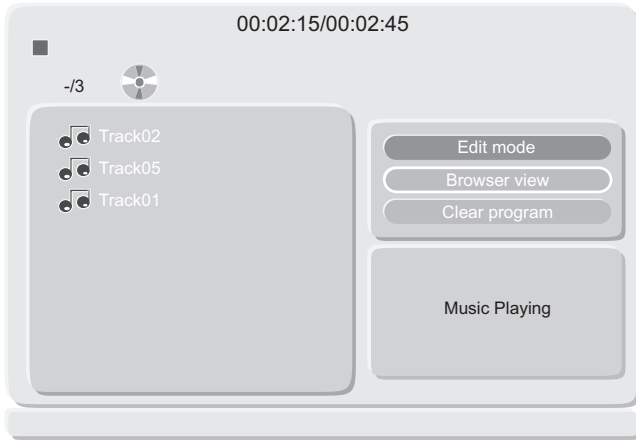 00:02:15/00:02:45
-/3
Track02
Track05
Track01
Edit mode
Browser view
Clear program
Music Playing